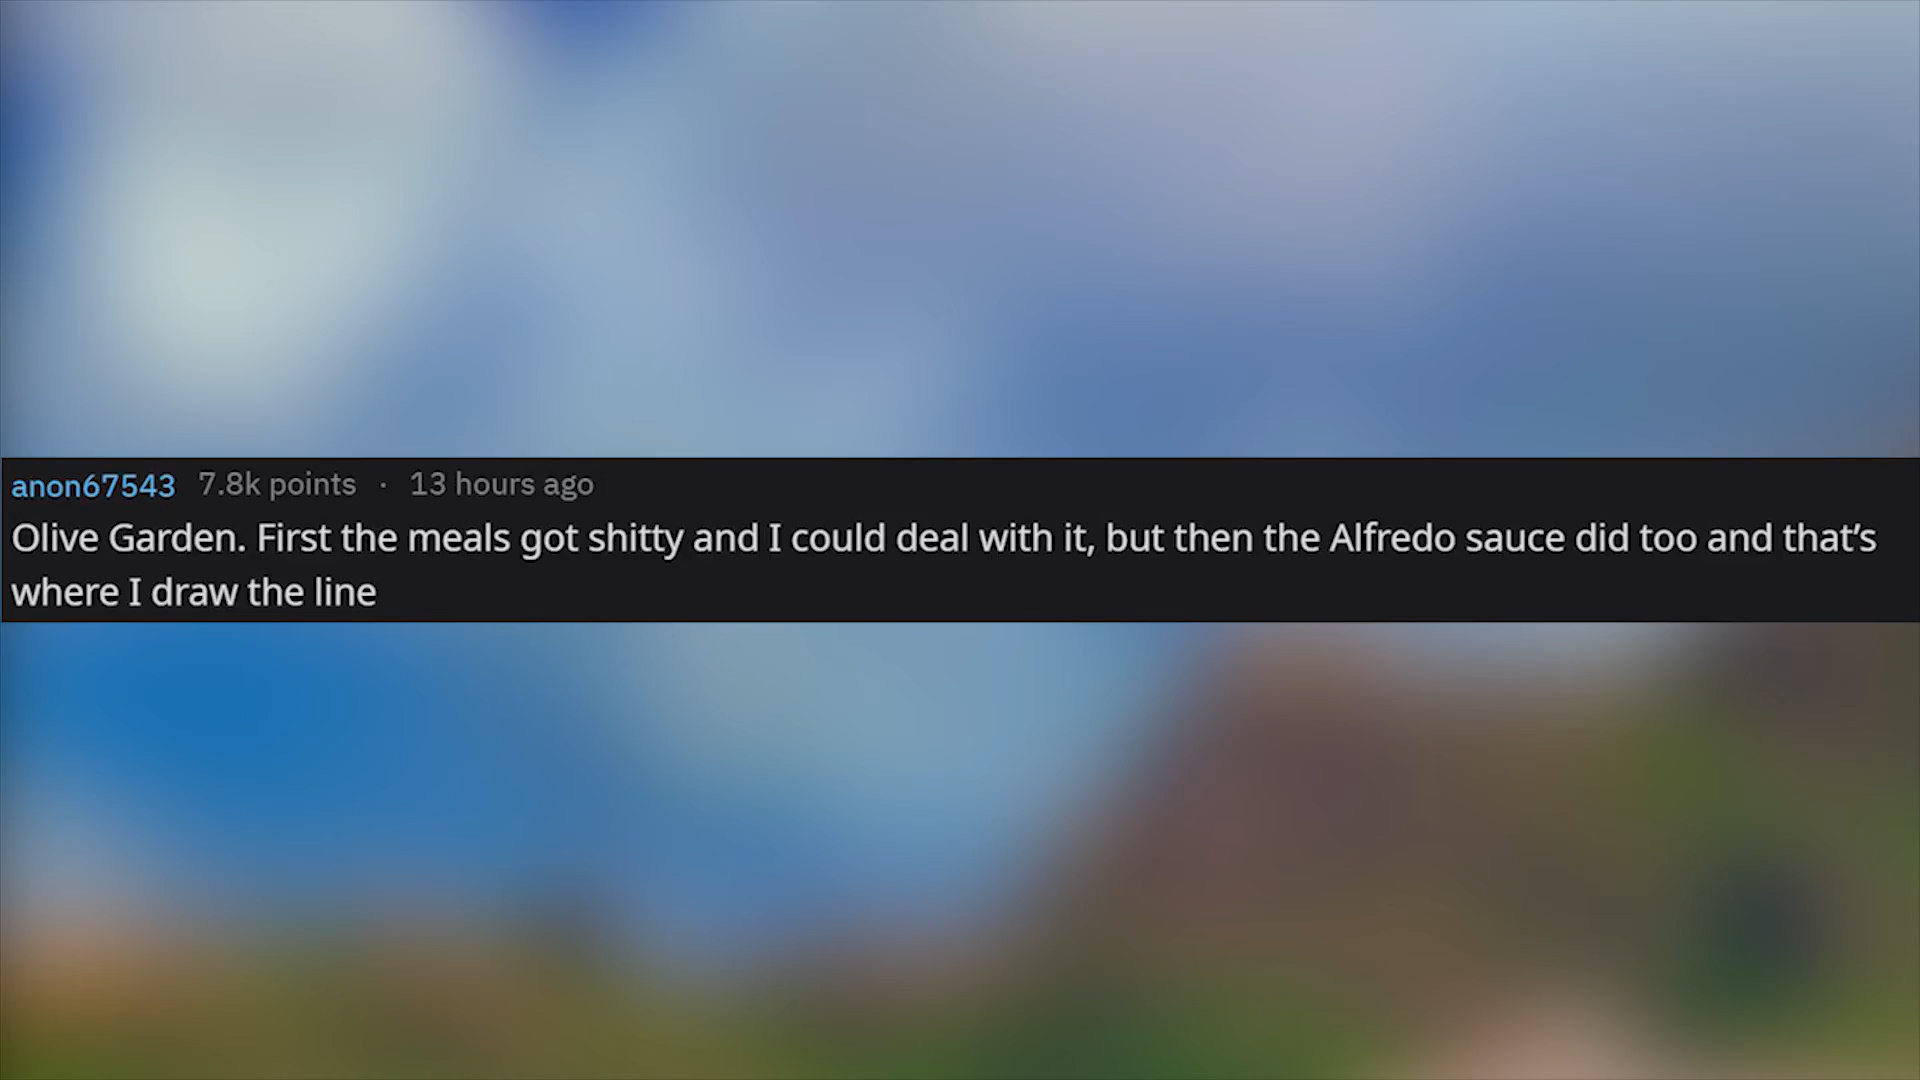 anon67543 7.8k points · 13 hours ago
Olive Garden. First the meals got shitty and I could deal with it, but then the Alfredo sauce did too and that’s
where I draw the line